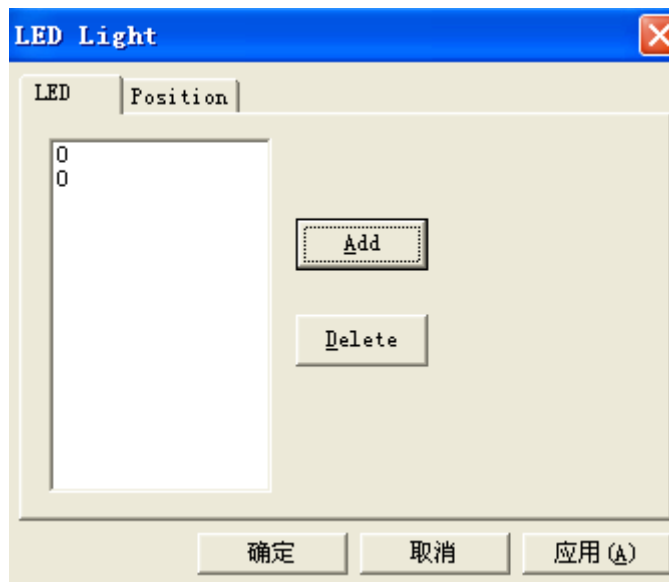 LED Light
LED
Position
0
0
Add
Delete
确定
取消
应用(A)